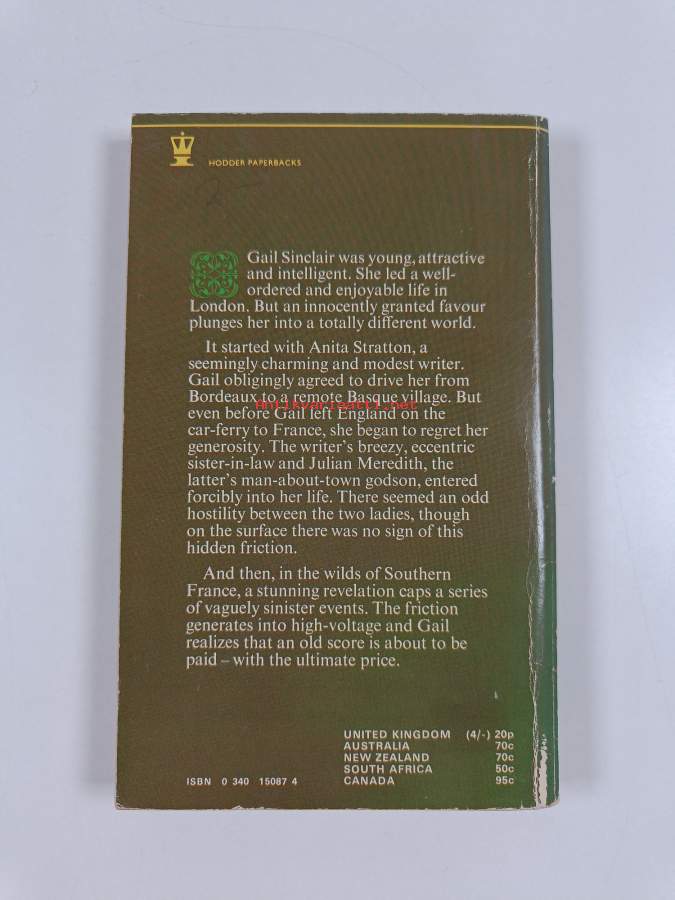 HODDER PAPERBACKS
Gail Sinclair was young, attractive
and intelligent. She led a well-
ordered and enjoyable life in
London. But an innocently granted favour
plunges her into a totally different world.
It started with Anita Stratton, a
seemingly charming and modest writer.
Gail obligingly agreed to drive her from
Bordeaux to a remote Basque village. But
Antikvariaatti.net
even before Gail left England on the
car-ferry to France, she began to regret her
generosity. The writer's breezy, eccentric
sister-in-law and Julian Meredith, the
latter's man-about-town godson, entered
forcibly into her life. There seemed an odd
hostility between the two ladies, though
on the surface there was no sign of this
hidden friction.
And then, in the wilds of Southern
France, a stunning revelation caps a series
of vaguely sinister events. The friction
generates into high-voltage and Gail
realizes that an old score is about to be
paid – with the ultimate price.
UNITED KINGDOM (4/-) 20p
AUSTRALIA 70c
NEW ZEALAND 70c
SOUTH AFRICA 50c
CANADA 95c
ISBN 0 340 15087 4